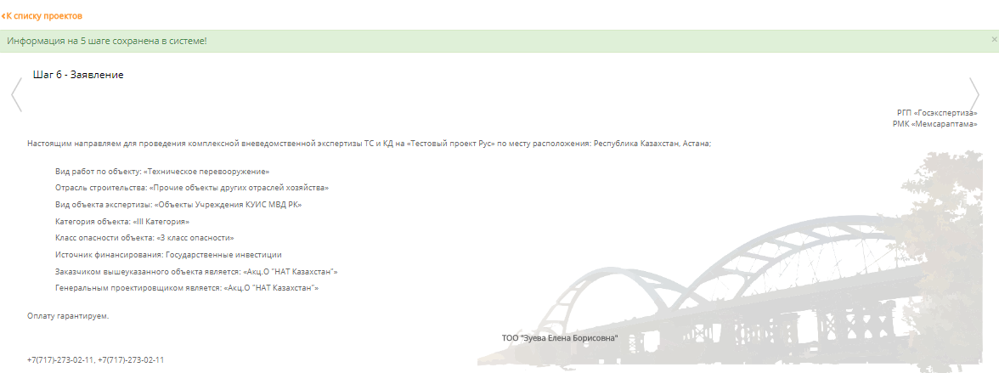 К списку проектов
Информация на 5 шаге сохранена в системе!
×
Шаг 6 - Заявление
РГП «Госэкспертиза»
РМК «Мемсараптама»
Настоящим направляем для проведения комплексной вневедомственной экспертизы ТС и КД на «Тестовый проект Рус» по месту расположения: Республика Казахстан, Астана;
Вид работ по объекту: «Техническое перевооружение»
Отрасль строительства: «Прочие объекты других отраслей хозяйства»
Вид объекта экспертизы: «Объекты Учреждения КУИС МВД РК»
Категория объекта: «III Категория»
Класс опасности объекта: «3 класс опасности»
Источник финансирования: Государственные инвестиции
Заказчиком вышеуказанного объекта является: «Акц.О "НАТ Казахстан"»
Генеральным проектировщиком является: «Акц.О "НАТ Казахстан"»
Оплату гарантируем.
ТОО "Зуева Елена Борисовна"
+7(717)-273-02-11, +7(717)-273-02-11